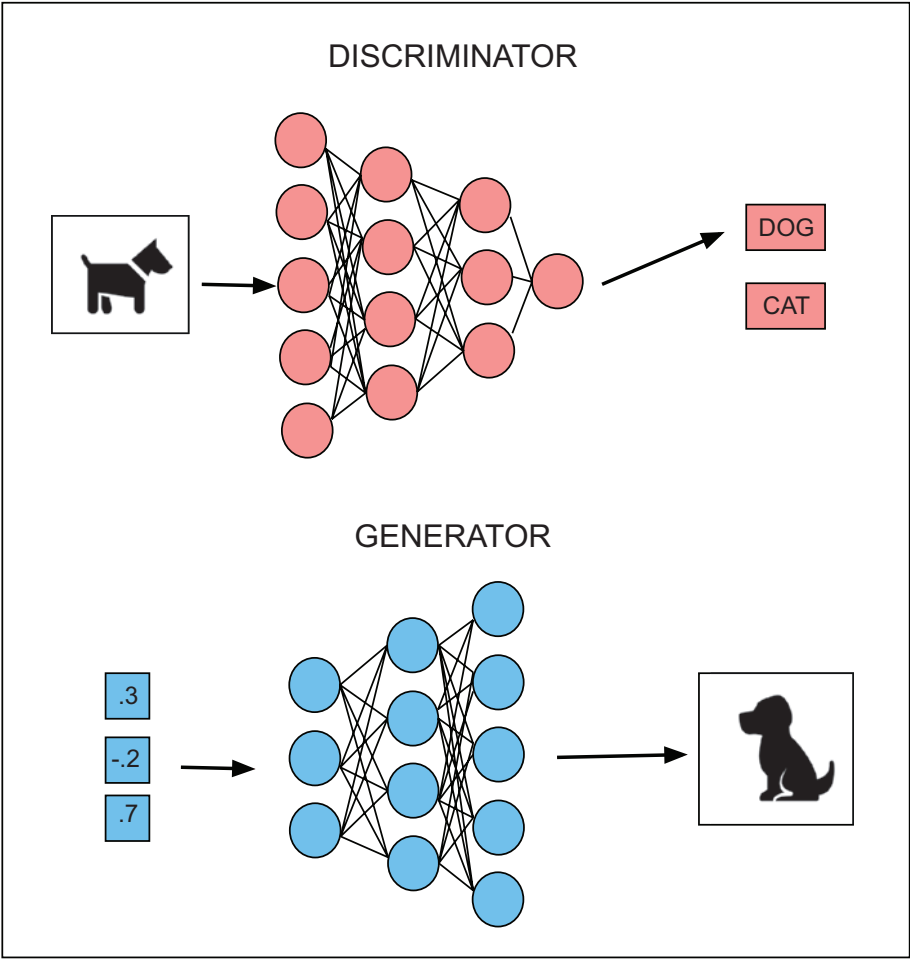 DISCRIMINATOR
DOG
CAT
GENERATOR
.3
-.2
.7